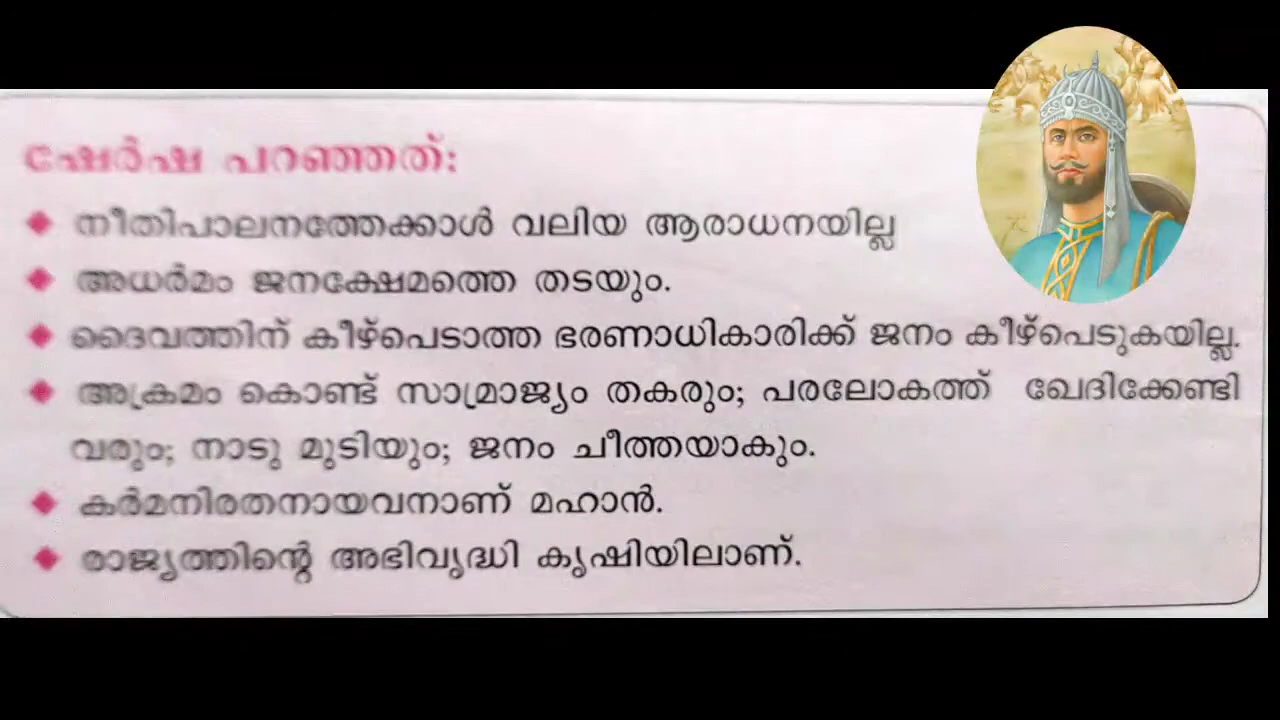 ഷേർഷ പറഞ്ഞത്:
◆ നീതിപാലനത്തേക്കാൾ വലിയ ആരാധനയില്ല
◆ അധർമം ജനക്ഷേമത്തെ തടയും.
◆ ദൈവത്തിന് കീഴ്പെടാത്ത ഭരണാധികാരിക്ക് ജനം കീഴ്പെടുകയില്ല.
◆ അക്രമം കൊണ്ട് സാമ്രാജ്യം തകരും; പരലോകത്ത് ഖേദിക്കേണ്ടി
വരും; നാടു മുടിയും; ജനം ചീത്തയാകും.
◆ കർമനിരതനായവനാണ് മഹാൻ.
◆ രാജ്യത്തിന്റെ അഭിവൃദ്ധി കൃഷിയിലാണ്.